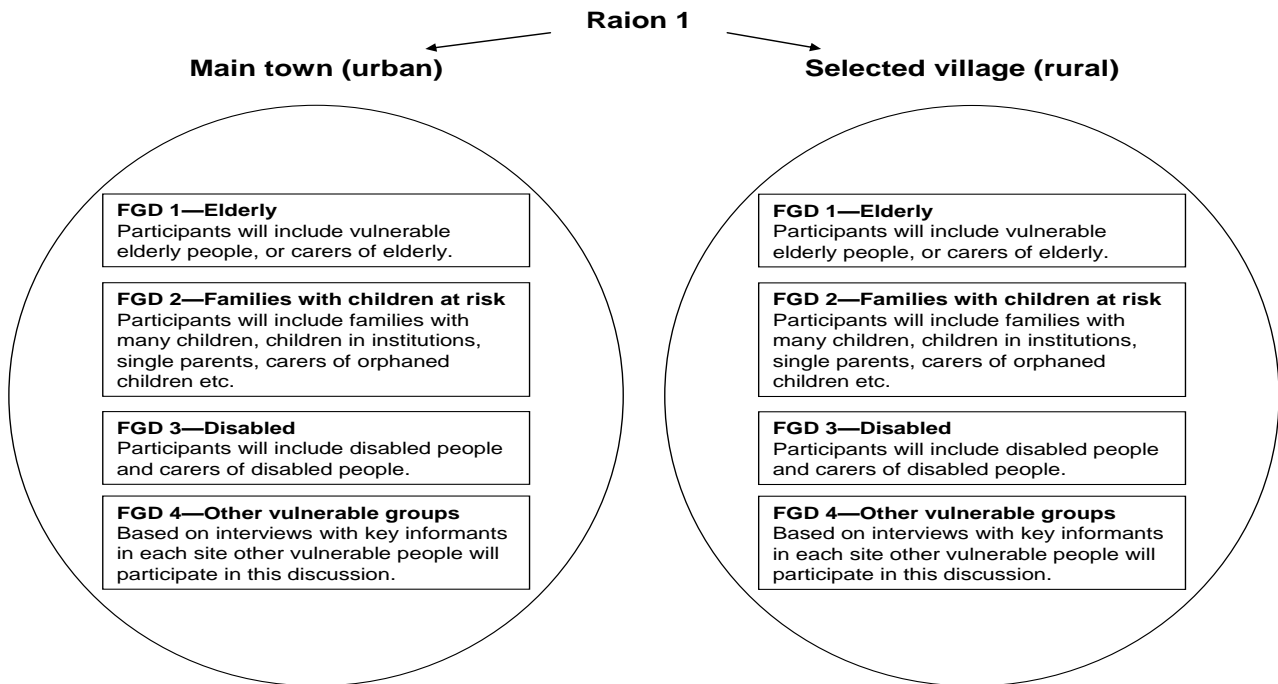 Raion 1
Main town (urban)
Selected village (rural)
FGD 1—Elderly
Participants will include vulnerable
elderly people, or carers of elderly.
FGD 2—Families with children at risk
Participants will include families with
many children, children in institutions,
single parents, carers of orphaned
children etc.
FGD 3—Disabled
Participants will include disabled people
and carers of disabled people.
FGD 4—Other vulnerable groups
Based on interviews with key informants
in each site other vulnerable people will
participate in this discussion.
FGD 1—Elderly
Participants will include vulnerable
elderly people, or carers of elderly.
FGD 2—Families with children at risk
Participants will include families with
many children, children in institutions,
single parents, carers of orphaned
children etc.
FGD 3—Disabled
Participants will include disabled people
and carers of disabled people.
FGD 4—Other vulnerable groups
Based on interviews with key informants
in each site other vulnerable people will
participate in this discussion.